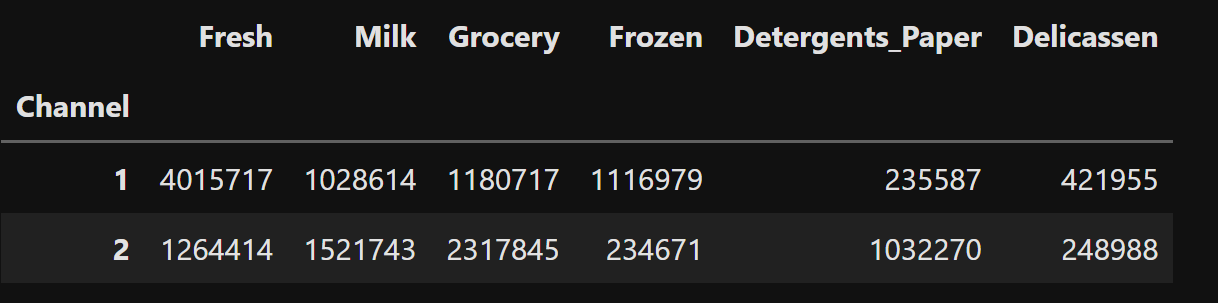 Fresh Milk Grocery Frozen Detergents_Paper Delicassen
Channel
1 4015717 1028614 1180717 1116979 235587 421955
2 1264414 1521743 2317845 234671 1032270 248988